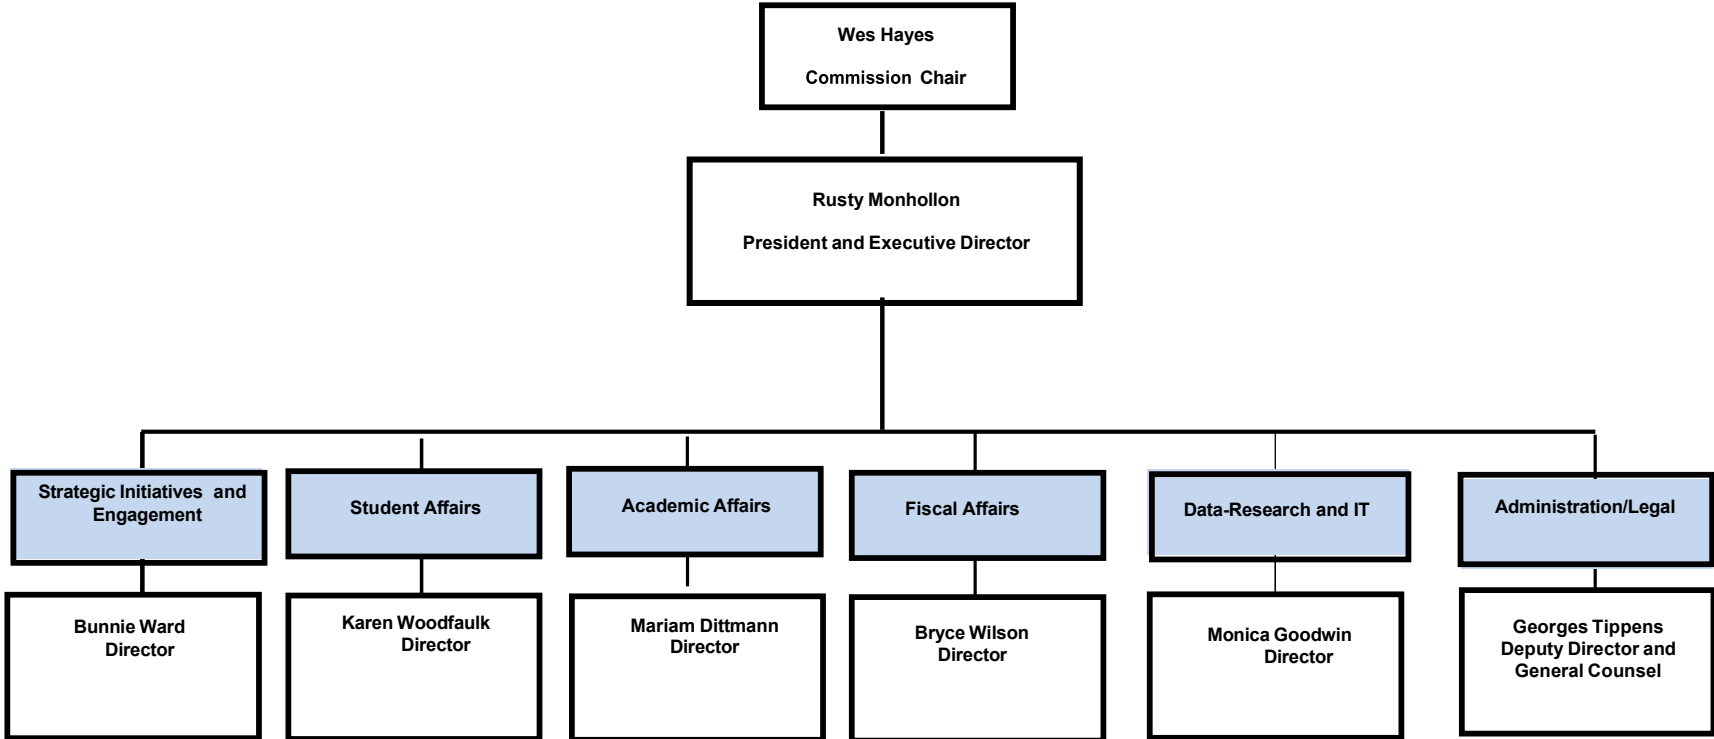 Wes Hayes
Commission Chair
Rusty Monhollon
President and Executive Director
Strategic Initiatives and
Engagement
Student Affairs
Academic Affairs
Fiscal Affairs
Data-Research and IT
Administration/Legal
Bunnie Ward
Director
Karen Woodfaulk
Director
Mariam Dittmann
Director
Bryce Wilson
Director
Monica Goodwin
Director
Georges Tippens
Deputy Director and
General Counsel